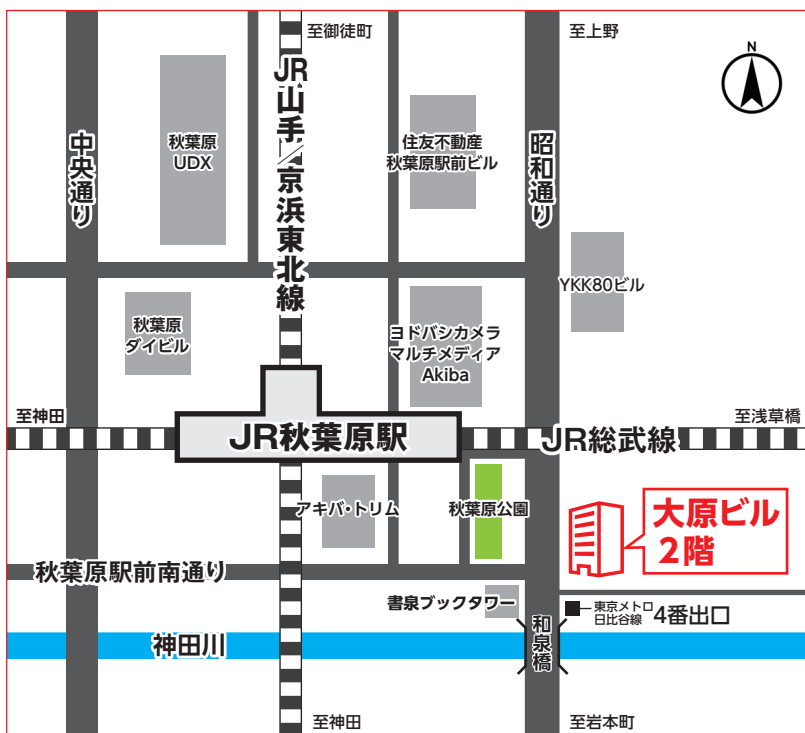 至御徒町
至上野
N
JR山手/京浜東北線
中央通り
秋葉原
UDX
住友不動産
秋葉原駅前ビル
昭和通り
YKK80ビル
秋葉原
ダイビル
ヨドバシカメラ
マルチメディア
Akiba
至神田
JR秋葉原駅
JR総武線
至浅草橋
アキバ・トリム
秋葉原公園
大原ビル
2階
秋葉原駅前南通り
書泉ブックタワー
東京メトロ
日比谷線
4番出口
神田川
和泉橋
至神田
至岩本町